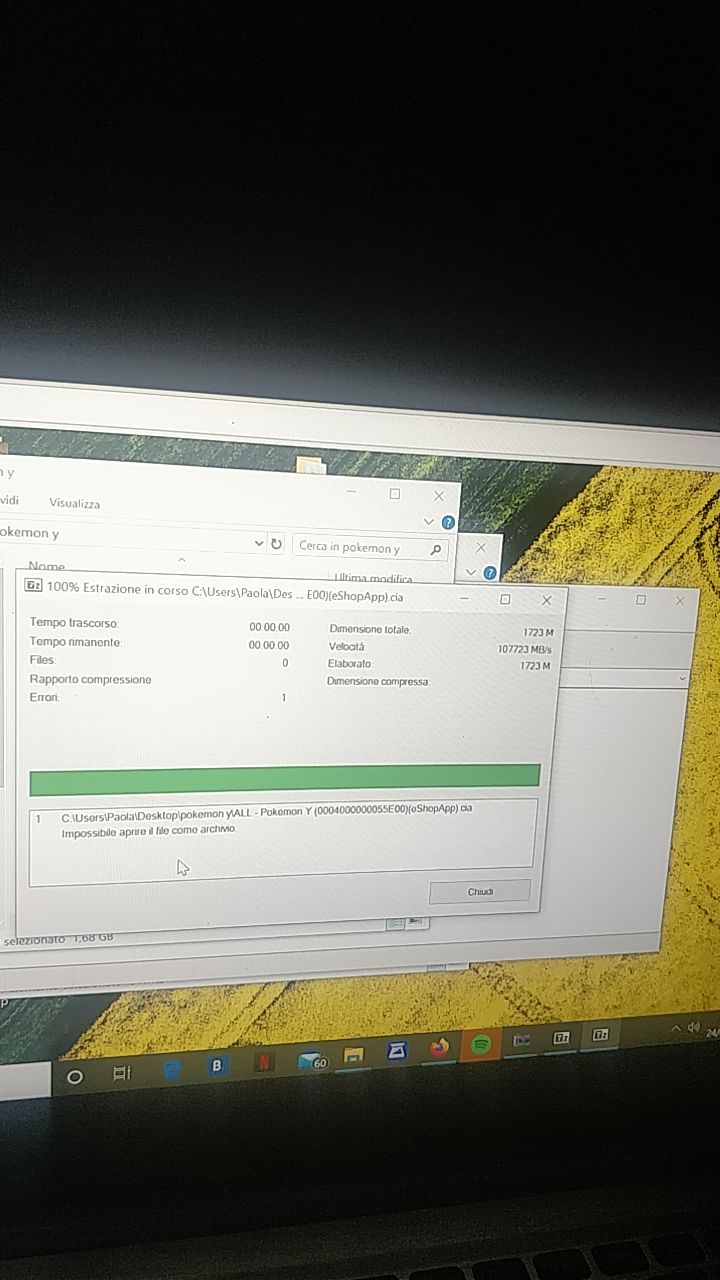 n y
vidi Visualizza
okemon y
Cerca in pokemon y
Nome
Ultima modifica
100% Estrazione in corso C:\Users\Paola\Des ... E00)(eShopApp).cia
Tempo trascorso: 00:00:00
Tempo rimanente: 00:00:00
Files: 0
Rapporto compressione:
Errori: 1
Dimensione totale: 1723 M
Velocità: 107723 MB/s
Elaborato: 1723 M
Dimensione compressa:
1 C:\Users\Paola\Desktop\pokemon y\ALL - Pokemon Y (0004000000055E00)(eShopApp).cia
Impossibile aprire il file come archivio.
Chiudi
selezionato 1,68 GB
P
B
N
60
24/